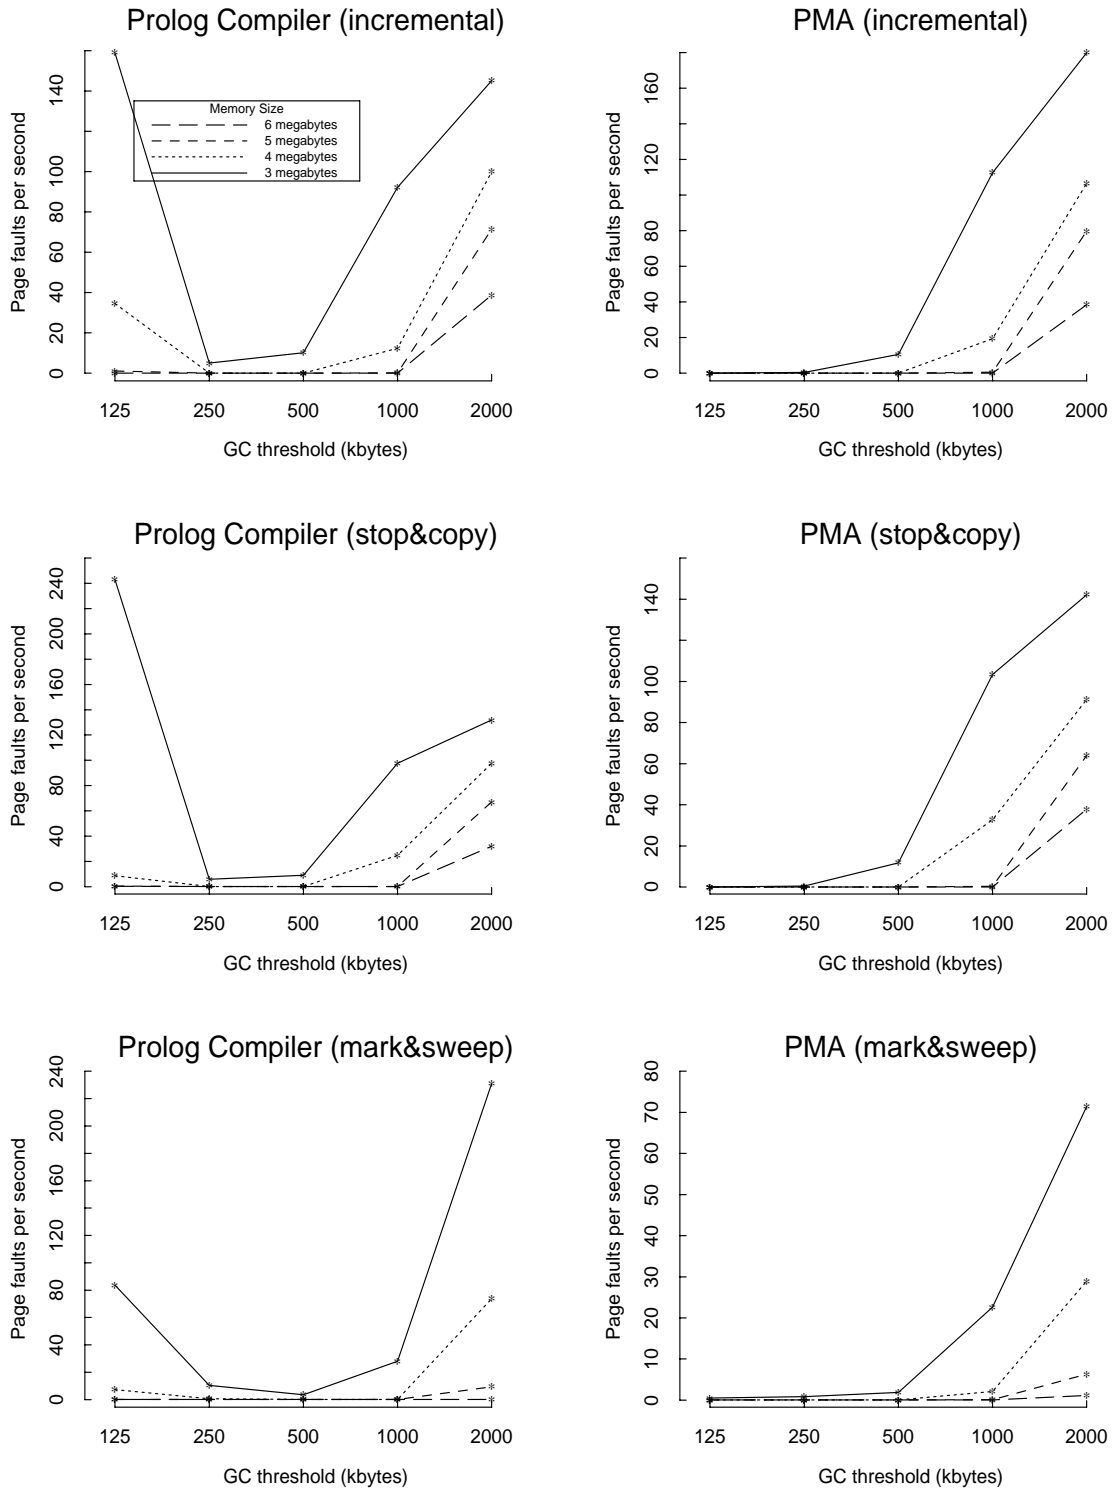 Prolog Compiler (incremental)
Page faults per second
140
100
80
60
40
20
0
Memory Size
6 megabytes
5 megabytes
4 megabytes
3 megabytes
125 250 500 1000 2000
GC threshold (kbytes)
PMA (incremental)
Page faults per second
160
120
100
80
60
40
20
0
125 250 500 1000 2000
GC threshold (kbytes)
Prolog Compiler (stop&copy)
Page faults per second
240
200
160
120
80
40
0
125 250 500 1000 2000
GC threshold (kbytes)
PMA (stop&copy)
Page faults per second
140
100
80
60
40
20
0
125 250 500 1000 2000
GC threshold (kbytes)
Prolog Compiler (mark&sweep)
Page faults per second
240
200
160
120
80
40
0
125 250 500 1000 2000
GC threshold (kbytes)
PMA (mark&sweep)
Page faults per second
80
70
60
50
40
30
20
10
0
125 250 500 1000 2000
GC threshold (kbytes)